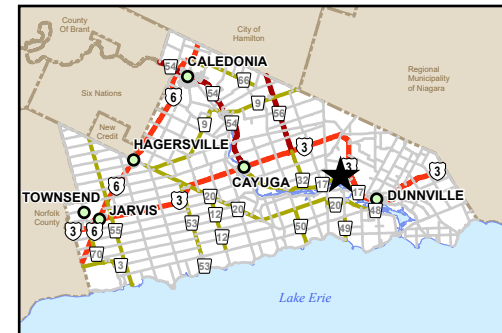 County
Of Brant
City of
Hamilton
CALEDONIA
54
66
6
54
9
56
Regional
Municipality
of Niagara
Six Nations
9
54
New
Credit
3
HAGERSVILLE
3
3
6
CAYUGA
32
17
17
TOWNSEND
3
20
DUNNVILLE
Norfolk
County
JARVIS
20
20
48
3
6
55
53
12
12
50
49
70
3
53
Lake Erie